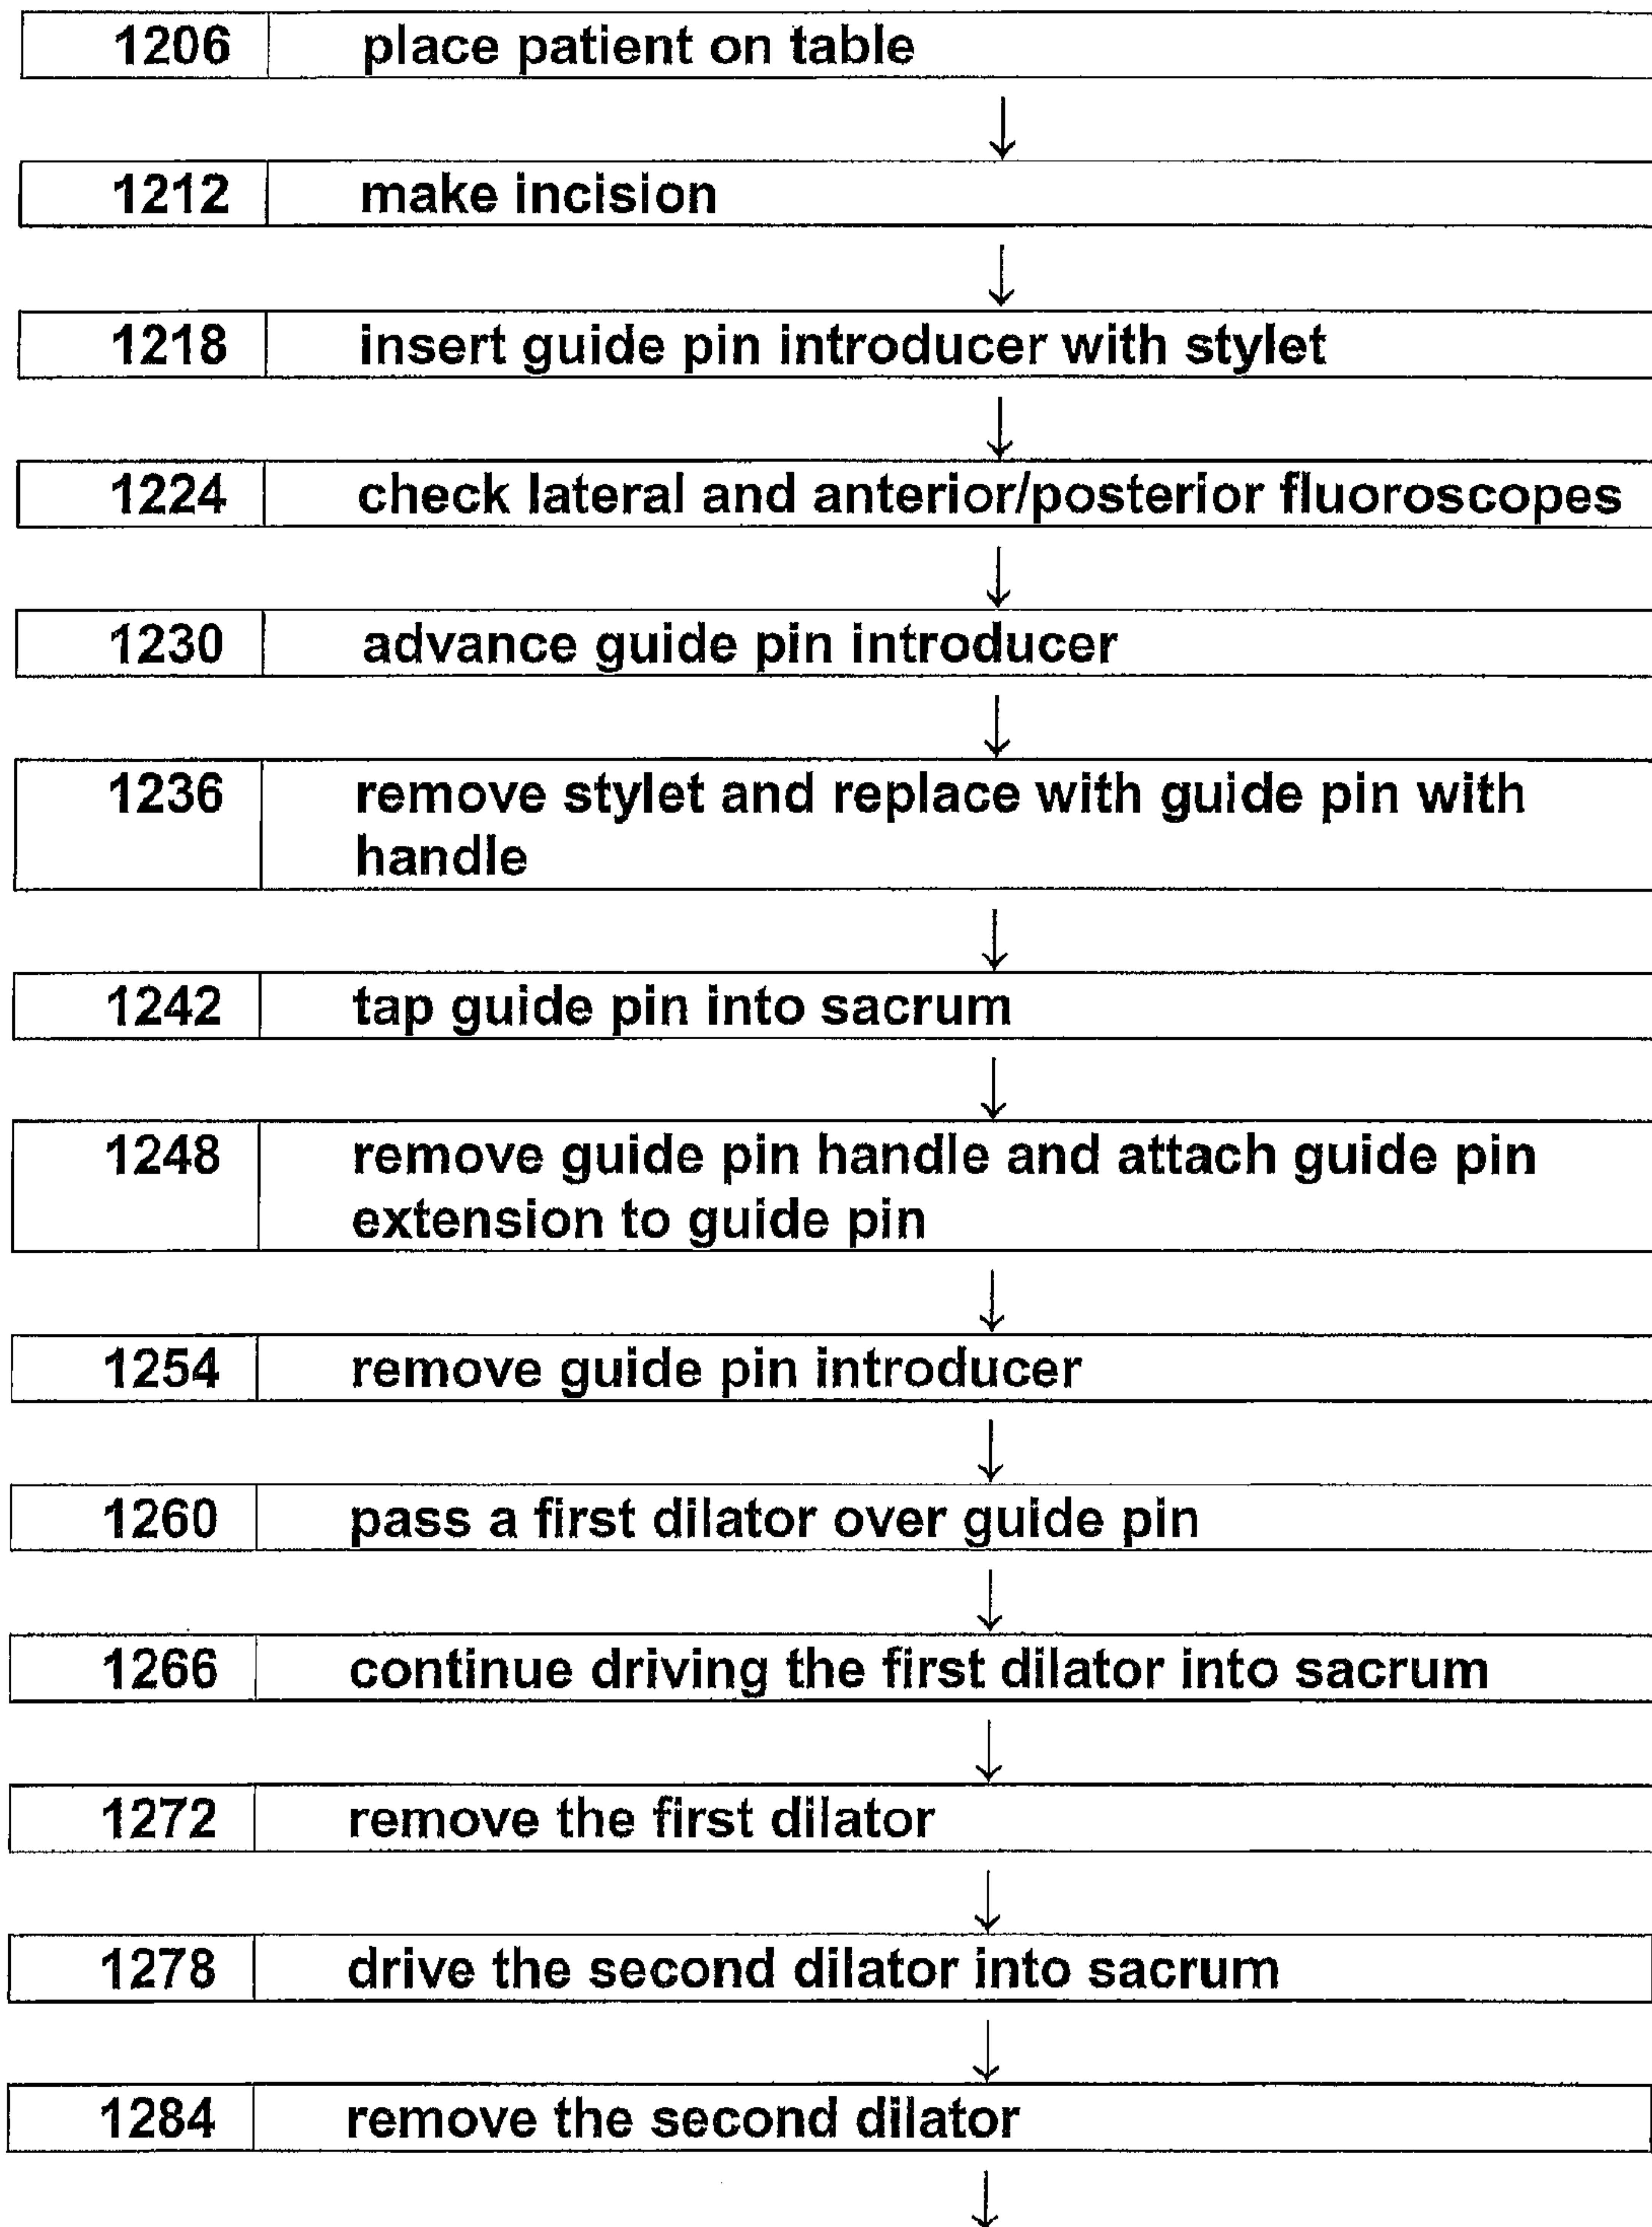 1206 place patient on table
1212 make incision
1218 insert guide pin introducer with stylet
1224 check lateral and anterior/posterior fluoroscopes
1230 advance guide pin introducer
1236 remove stylet and replace with guide pin with
handle
1242 tap guide pin into sacrum
1248 remove guide pin handle and attach guide pin
extension to guide pin
1254 remove guide pin introducer
1260 pass a first dilator over guide pin
1266 continue driving the first dilator into sacrum
1272 remove the first dilator
1278 drive the second dilator into sacrum
1284 remove the second dilator